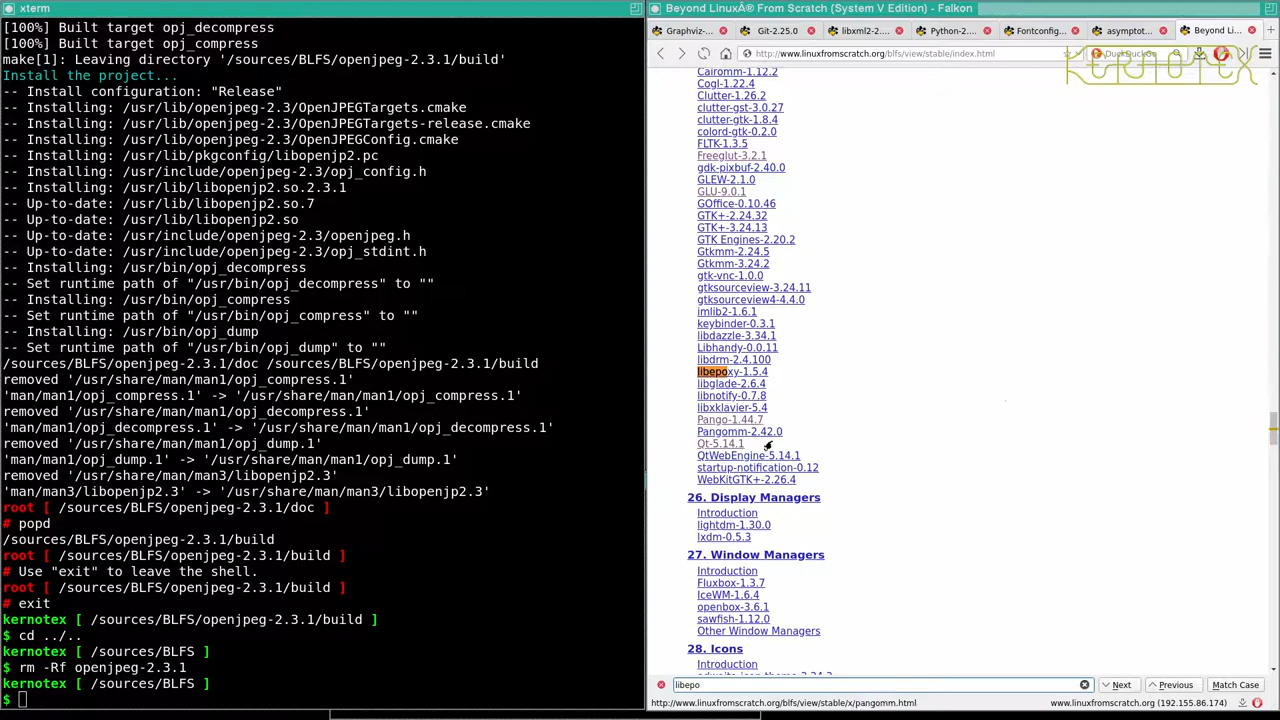 xterm
[100%] Built target opj_decompress
[100%] Built target opj_compress
make[1]: Leaving directory '/sources/BLFS/openjpeg-2.3.1/build'
Install the project...
-- Install configuration: "Release"
-- Installing: /usr/lib/openjpeg-2.3/OpenJPEGTargets.cmake
-- Installing: /usr/lib/openjpeg-2.3/OpenJPEGTargets-release.cmake
-- Installing: /usr/lib/openjpeg-2.3/OpenJPEGConfig.cmake
-- Installing: /usr/lib/pkgconfig/libopenjp2.pc
-- Installing: /usr/include/openjpeg-2.3/opj_config.h
-- Installing: /usr/lib/libopenjp2.so.2.3.1
-- Up-to-date: /usr/lib/libopenjp2.so.7
-- Up-to-date: /usr/lib/libopenjp2.so
-- Up-to-date: /usr/include/openjpeg-2.3/openjpeg.h
-- Up-to-date: /usr/include/openjpeg-2.3/opj_stdint.h
-- Installing: /usr/bin/opj_decompress
-- Set runtime path of "/usr/bin/opj_decompress" to ""
-- Installing: /usr/bin/opj_compress
-- Set runtime path of "/usr/bin/opj_compress" to ""
-- Installing: /usr/bin/opj_dump
-- Set runtime path of "/usr/bin/opj_dump" to ""
/sources/BLFS/openjpeg-2.3.1/doc /sources/BLFS/openjpeg-2.3.1/build
removed '/usr/share/man/man1/opj_compress.1'
'man/man1/opj_compress.1' -> '/usr/share/man/man1/opj_compress.1'
removed '/usr/share/man/man1/opj_decompress.1'
'man/man1/opj_decompress.1' -> '/usr/share/man/man1/opj_decompress.1'
removed '/usr/share/man/man1/opj_dump.1'
'man/man1/opj_dump.1' -> '/usr/share/man/man1/opj_dump.1'
removed '/usr/share/man/man3/libopenjp2.3'
'man/man3/libopenjp2.3' -> '/usr/share/man/man3/libopenjp2.3'
root [ /sources/BLFS/openjpeg-2.3.1/doc ]
# popd
/sources/BLFS/openjpeg-2.3.1/build
root [ /sources/BLFS/openjpeg-2.3.1/build ]
# Use "exit" to leave the shell.
root [ /sources/BLFS/openjpeg-2.3.1/build ]
# exit
kernotex [ /sources/BLFS/openjpeg-2.3.1/build ]
$ cd ../..
kernotex [ /sources/BLFS ]
$ rm -Rf openjpeg-2.3.1
kernotex [ /sources/BLFS ]
$
Beyond LinuxÂ® From Scratch (System V Edition) - Falkon
Graphviz-... Git-2.25.0 libxml2-2.... Python-2.... Fontconfig... asymptot... Beyond Li...
http://www.linuxfromscratch.org/blfs/view/stable/index.html
DuckDuckGo
KERNOTEX
Cairomm-1.12.2
Cogl-1.22.4
Clutter-1.26.2
clutter-gst-3.0.27
clutter-gtk-1.8.4
colord-gtk-0.2.0
FLTK-1.3.5
Freeglut-3.2.1
gdk-pixbuf-2.40.0
GLEW-2.1.0
GLU-9.0.1
GOffice-0.10.46
GTK+-2.24.32
GTK+-3.24.13
GTK Engines-2.20.2
Gtkmm-2.24.5
Gtkmm-3.24.2
gtk-vnc-1.0.0
gtksourceview-3.24.11
gtksourceview4-4.4.0
imlib2-1.6.1
keybinder-0.3.1
libdazzle-3.34.1
Libhandy-0.0.11
libdrm-2.4.100
libepoxy-1.5.4
libglade-2.6.4
libnotify-0.7.8
libxklavier-5.4
Pango-1.44.7
Pangomm-2.42.0
Qt-5.14.1
QtWebEngine-5.14.1
startup-notification-0.12
WebKitGTK+-2.26.4
26. Display Managers
Introduction
lightdm-1.30.0
lxdm-0.5.3
27. Window Managers
Introduction
Fluxbox-1.3.7
IceWM-1.6.4
openbox-3.6.1
sawfish-1.12.0
Other Window Managers
28. Icons
Introduction
libepo
Next
Previous
Match Case
http://www.linuxfromscratch.org/blfs/view/stable/x/pangomm.html
www.linuxfromscratch.org (192.155.86.174)